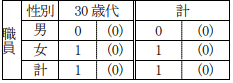 職員
性別 30歳代 計
男 0 (0) 0 (0)
女 1 (0) 1 (0)
計 1 (0) 1 (0)